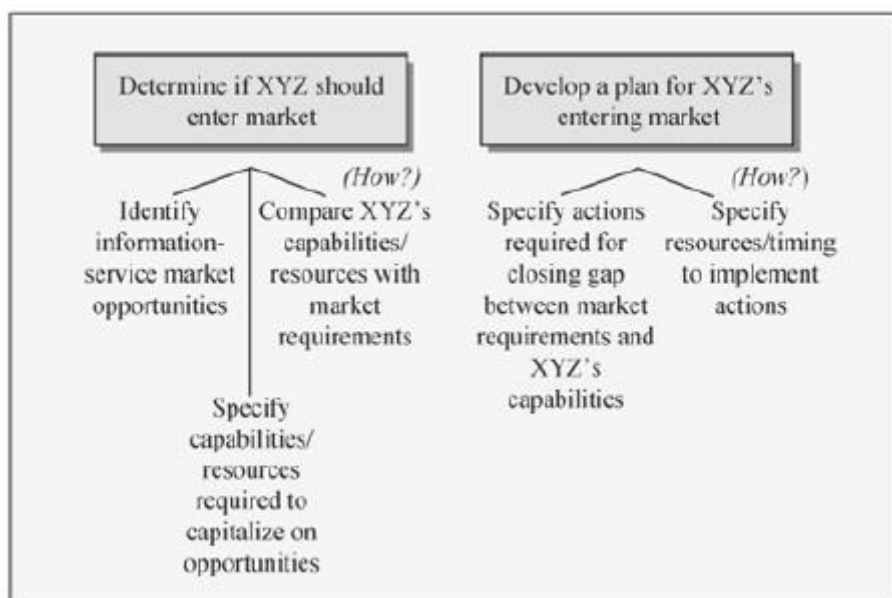 Determine if XYZ should
enter market
(How?)
Identify
information-
service market
opportunities
Specify
capabilities/
resources
required to
capitalize on
opportunities
Compare XYZ's
capabilities/
resources with
market
requirements
Develop a plan for XYZ's
entering market
(How?)
Specify actions
required for
closing gap
between market
requirements and
XYZ's
capabilities
Specify
resources/timing
to implement
actions